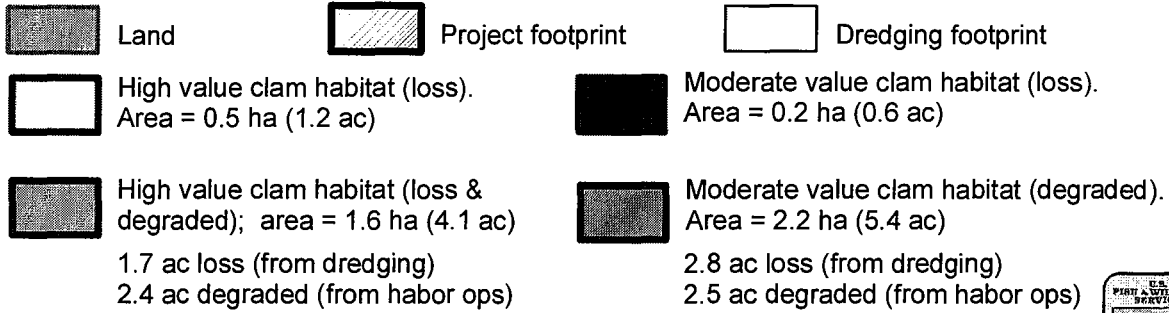 Land
Project footprint
Dredging footprint
High value clam habitat (loss).
Area = 0.5 ha (1.2 ac)
Moderate value clam habitat (loss).
Area = 0.2 ha (0.6 ac)
High value clam habitat (loss &
degraded); area = 1.6 ha (4.1 ac)
1.7 ac loss (from dredging)
2.4 ac degraded (from habor ops)
Moderate value clam habitat (degraded).
Area = 2.2 ha (5.4 ac)
2.8 ac loss (from dredging)
2.5 ac degraded (from habor ops)
U.S.
FISH & WIL
SERVIC